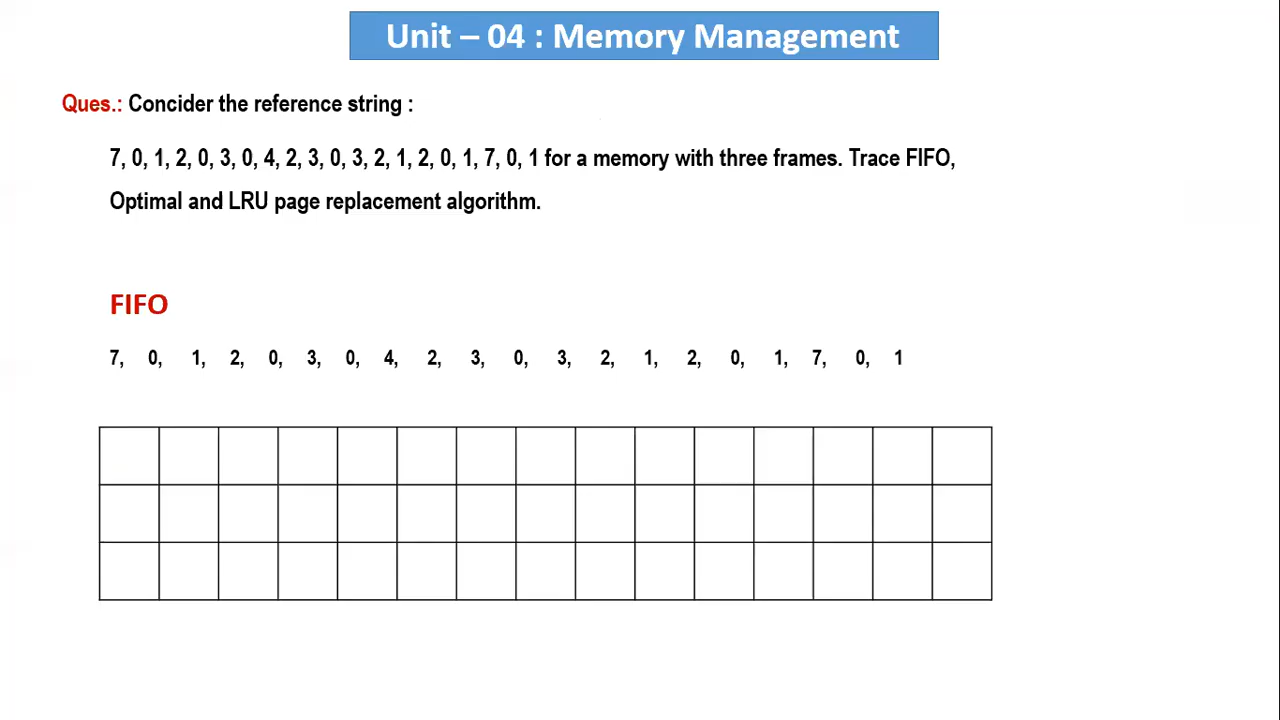 Unit – 04 : Memory Management
Ques.: Concider the reference string :
7, 0, 1, 2, 0, 3, 0, 4, 2, 3, 0, 3, 2, 1, 2, 0, 1, 7, 0, 1 for a memory with three frames. Trace FIFO,
Optimal and LRU page replacement algorithm.
FIFO
7, 0, 1, 2, 0, 3, 0, 4, 2, 3, 0, 3, 2, 1, 2, 0, 1, 7, 0, 1